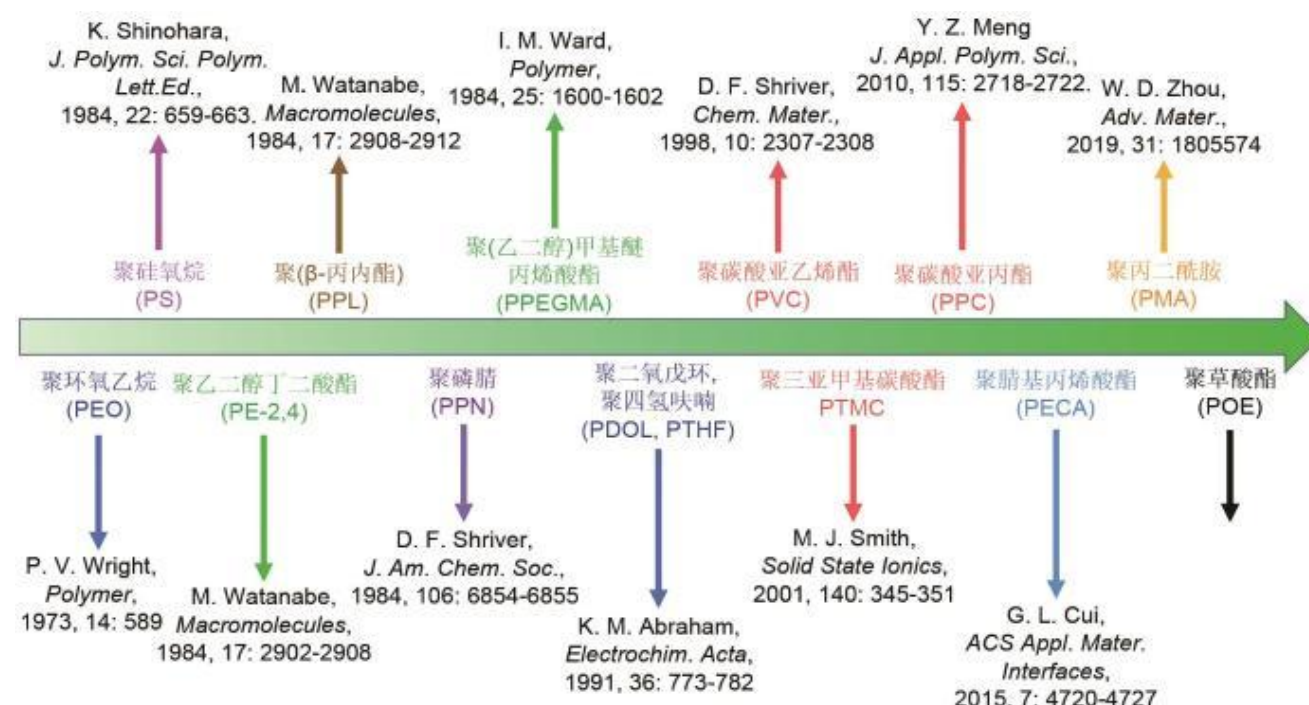 K. Shinohara,
J. Polym. Sci. Polym.
Lett.Ed.,
1984, 22: 659-663.
M. Watanabe,
Macromolecules,
1984, 17: 2908-2912
I. M. Ward,
Polymer,
1984, 25: 1600-1602
D. F. Shriver,
Chem. Mater.,
1998, 10: 2307-2308
Y. Z. Meng
J. Appl. Polym. Sci.,
2010, 115: 2718-2722.
W. D. Zhou,
Adv. Mater.,
2019, 31: 1805574
聚硅氧烷
(PS)
聚(β-丙内酯)
(PPL)
聚(乙二醇)甲基醚
丙烯酸酯
(PPEGMA)
聚碳酸亚乙烯酯
(PVC)
聚碳酸亚丙酯
(PPC)
聚丙二酰胺
(PMA)
聚环氧乙烷
(PEO)
聚乙二醇丁二酸酯
(PE-2,4)
聚磷腈
(PPN)
聚二氧戊环,
聚四氢呋喃
(PDOL, PTHF)
聚三亚甲基碳酸酯
PTMC
聚腈基丙烯酸酯
(PECA)
聚草酸酯
(POE)
P. V. Wright,
Polymer,
1973, 14: 589
M. Watanabe,
Macromolecules,
1984, 17: 2902-2908
D. F. Shriver,
J. Am. Chem. Soc.,
1984, 106: 6854-6855
K. M. Abraham,
Electrochim. Acta,
1991, 36: 773-782
M. J. Smith,
Solid State Ionics,
2001, 140: 345-351
G. L. Cui,
ACS Appl. Mater.
Interfaces,
2015, 7: 4720-4727